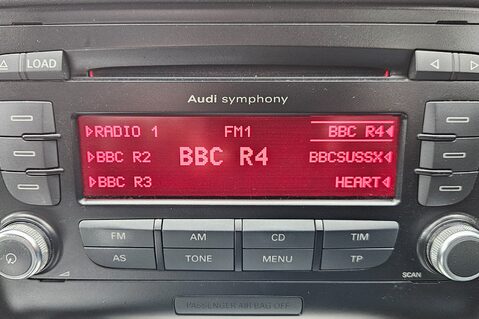 LOAD
Audi symphony
RADIO 1 FM1 BBC R4
BBC R2 BBC R4 BBCSUSSX
BBC R3 HEART
FM AM CD TIM
AS TONE MENU TP
SCAN
PASSENGER AIR BAG OFF